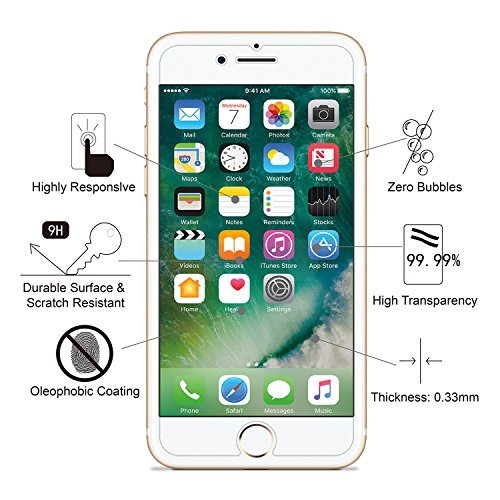 9:41 AM 100%
Wednesday
7
Mail Calendar Photos Camera
Maps Clock Weather News
Wallet Notes Reminders Stocks
Videos iBooks iTunes Store App Store
Home Health Settings
Phone Safari Messages Music
Highly Responsive
9H
Durable Surface &
Scratch Resistant
Oleophobic Coating
Zero Bubbles
99.99%
High Transparency
Thickness: 0.33mm